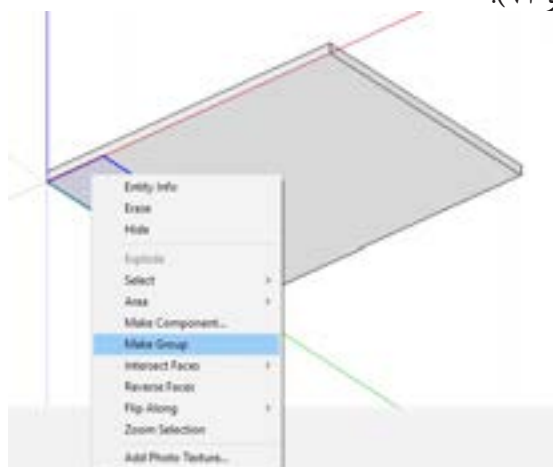 Entity Info
Erase
Hide
Explode
Select
Area
Make Component...
Make Group
Intersect Faces
Reverse Faces
Flip Along
Zoom Selection
Add Photo Texture...